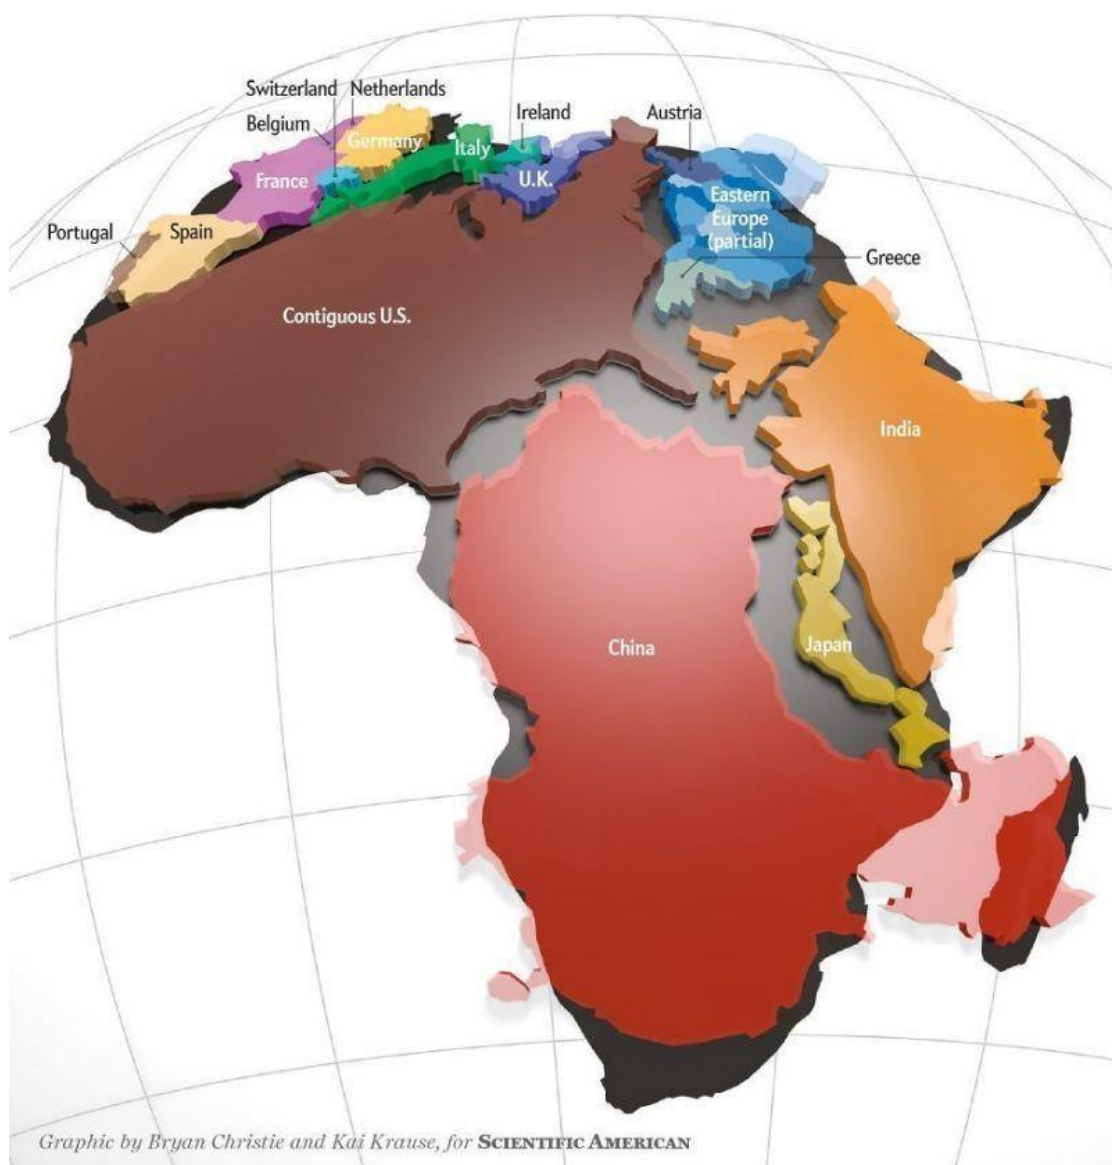 Switzerland
Netherlands
Belgium
Germany
Italy
Ireland
Austria
France
U.K.
Portugal
Spain
Eastern
Europe
(partial)
Greece
Contiguous U.S.
India
China
Japan
Graphic by Bryan Christie and Kai Krause, for SCIENTIFIC AMERICAN